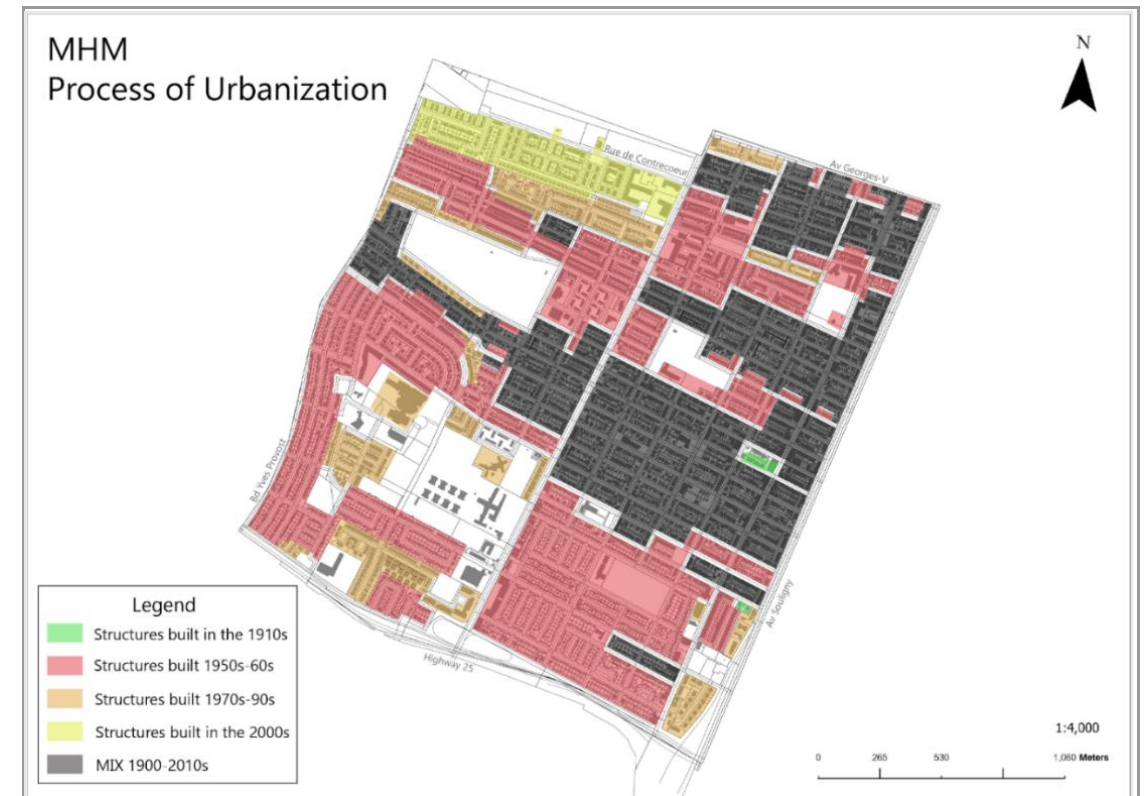 MHM
Process of Urbanization
N
Rue de Contrecoeur
Av Georges-V
Bd Yves Provost
Av Souligny
Highway 25
Legend
Structures built in the 1910s
Structures built 1950s-60s
Structures built 1970s-90s
Structures built in the 2000s
MIX 1900-2010s
1:4,000
0 265 530 1,060 Meters